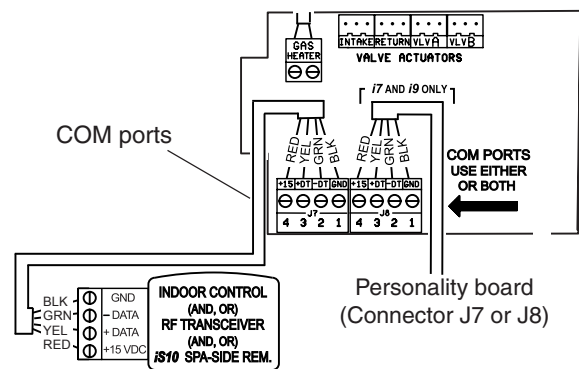 GAS
HEATER
INTAKE RETURN VLVA VLVB
VALVE ACTUATORS
i7 AND i9 ONLY
COM ports
RED YEL GRN BLK
RED YEL GRN BLK
COM PORTS
USE EITHER
OR BOTH
+15 +DT -DT GND
+15 +DT -DT GND
J7
J8
4 3 2 1
4 3 2 1
Personality board
(Connector J7 or J8)
BLK GND
GRN – DATA
YEL + DATA
RED +15 VDC
INDOOR CONTROL
(AND, OR)
RF TRANSCEIVER
(AND, OR)
iS10 SPA-SIDE REM.